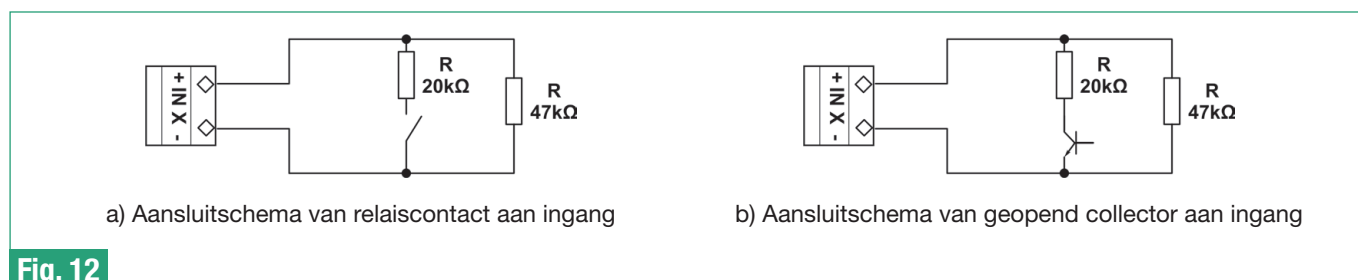 +
IN X
-
R
20kΩ
R
47kΩ
a) Aansluitschema van relaiscontact aan ingang
+
IN X
-
R
20kΩ
R
47kΩ
b) Aansluitschema van geopend collector aan ingang
Fig. 12